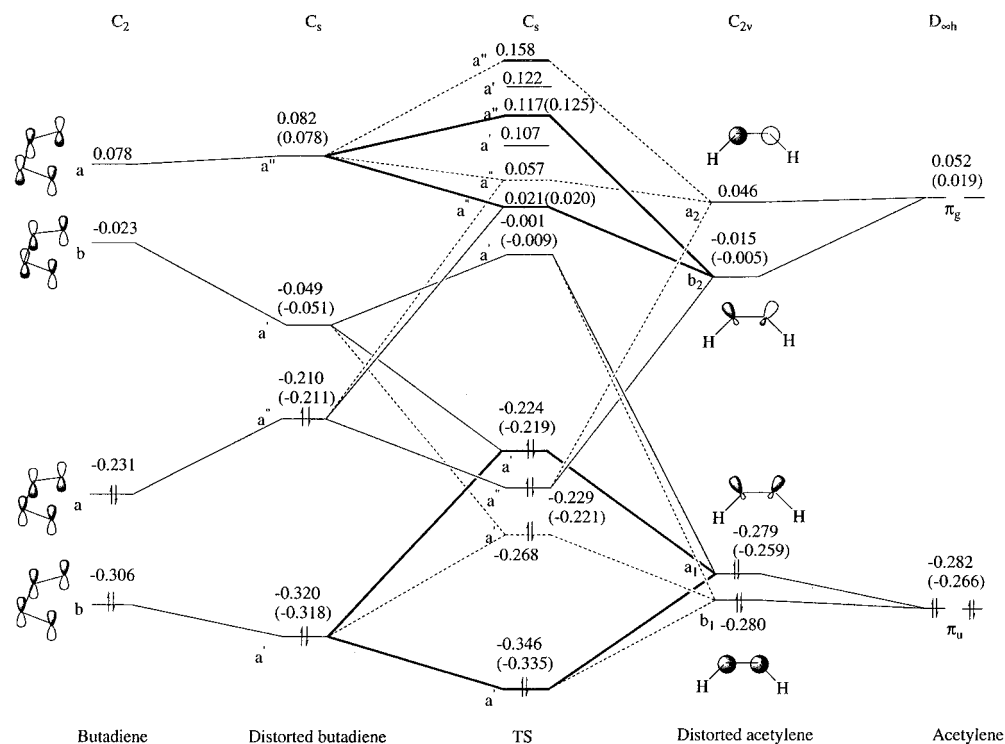 C2 Cs Cs C2v D∞h
a" 0.158
a' 0.122
a" 0.117(0.125)
a' 0.107
a" 0.057
a" 0.021(0.020)
-0.001
(-0.009)
a'
0.082
(0.078)
a"
0.078
a
-0.023
b
-0.049
(-0.051)
a'
-0.210
(-0.211)
a"
-0.231
a
-0.306
b
-0.320
(-0.318)
a'
-0.224
(-0.219)
a'
a"
-0.229
(-0.221)
a'
-0.268
-0.346
(-0.335)
a'
H H
0.046
a2
-0.015
(-0.005)
b2
H H
H
-0.279
(-0.259)
a1
b1 -0.280
H H
0.052
(0.019)
πg
-0.282
(-0.266)
πu
Butadiene Distorted butadiene TS Distorted acetylene Acetylene